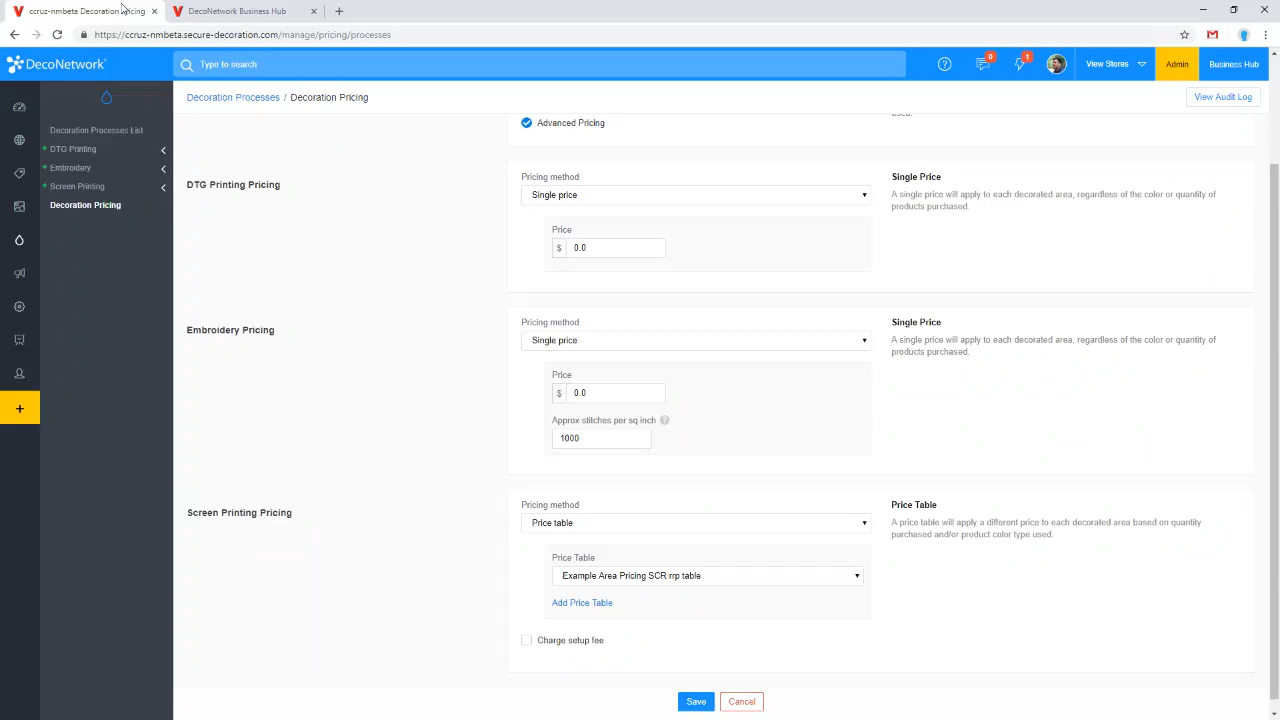 ccruz-nmbeta Decoration Pricing
DecoNetwork Business Hub
https://ccruz-nmbeta.secure-decoration.com/manage/pricing/processes
DecoNetwork
Type to search
0
1
View Stores
Admin
Business Hub
Decoration Processes / Decoration Pricing
View Audit Log
Decoration Processes List
DTG Printing
Embroidery
Screen Printing
Decoration Pricing
Advanced Pricing
used.
DTG Printing Pricing
Pricing method
Single price
Price
$ 0.0
Single Price
A single price will apply to each decorated area, regardless of the color or quantity of
products purchased.
Embroidery Pricing
Pricing method
Single price
Price
$ 0.0
Approx stitches per sq inch ?
1000
Single Price
A single price will apply to each decorated area, regardless of the color or quantity of
products purchased.
Screen Printing Pricing
Pricing method
Price table
Price Table
Example Area Pricing SCR rrp table
Add Price Table
Charge setup fee
Price Table
A price table will apply a different price to each decorated area based on quantity
purchased and/or product color type used.
Save
Cancel